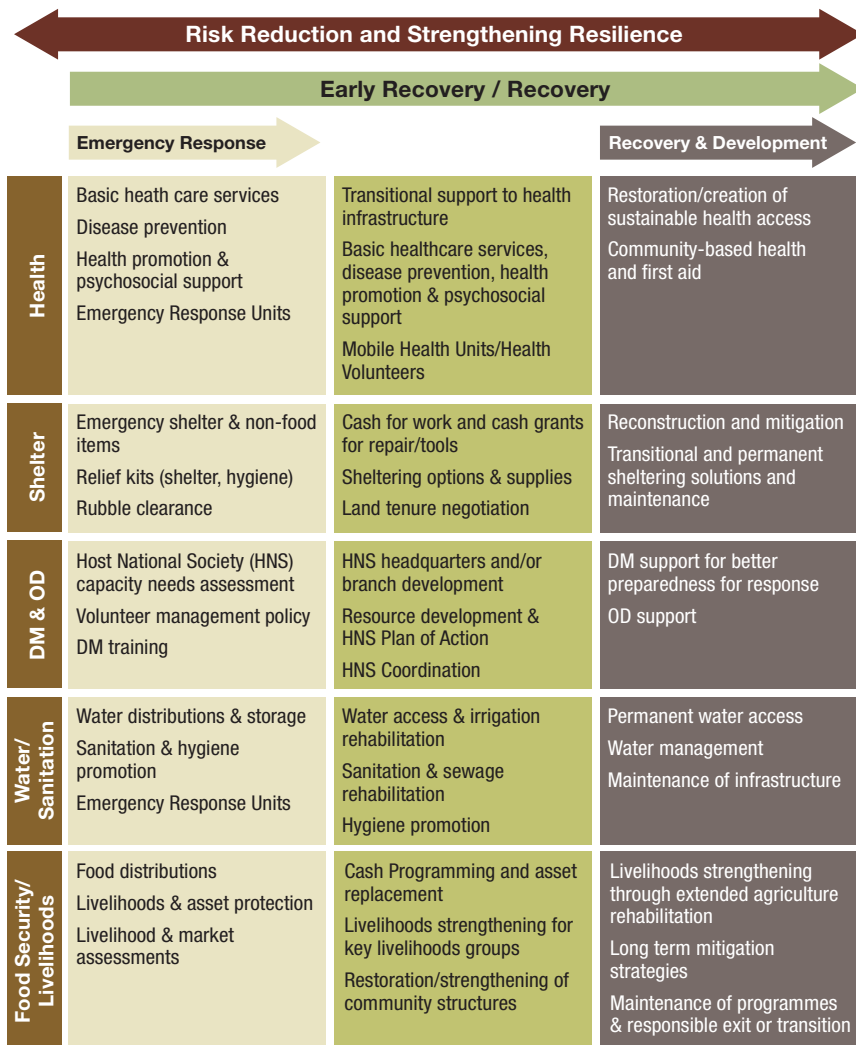 Risk Reduction and Strengthening Resilience
Early Recovery / Recovery
Emergency Response
Recovery & Development
Health
Basic heath care services
Disease prevention
Health promotion &
psychosocial support
Emergency Response Units
Transitional support to health
infrastructure
Basic healthcare services,
disease prevention, health
promotion & psychosocial
support
Mobile Health Units/Health
Volunteers
Restoration/creation of
sustainable health access
Community-based health
and first aid
Shelter
Emergency shelter & non-food
items
Relief kits (shelter, hygiene)
Rubble clearance
Cash for work and cash grants
for repair/tools
Sheltering options & supplies
Land tenure negotiation
Reconstruction and mitigation
Transitional and permanent
sheltering solutions and
maintenance
DM & OD
Host National Society (HNS)
capacity needs assessment
Volunteer management policy
DM training
HNS headquarters and/or
branch development
Resource development &
HNS Plan of Action
HNS Coordination
DM support for better
preparedness for response
OD support
Water/
Sanitation
Water distributions & storage
Sanitation & hygiene
promotion
Emergency Response Units
Water access & irrigation
rehabilitation
Sanitation & sewage
rehabilitation
Hygiene promotion
Permanent water access
Water management
Maintenance of infrastructure
Food Security/
Livelihoods
Food distributions
Livelihoods & asset protection
Livelihood & market
assessments
Cash Programming and asset
replacement
Livelihoods strengthening for
key livelihoods groups
Restoration/strengthening of
community structures
Livelihoods strengthening
through extended agriculture
rehabilitation
Long term mitigation
strategies
Maintenance of programmes
& responsible exit or transition